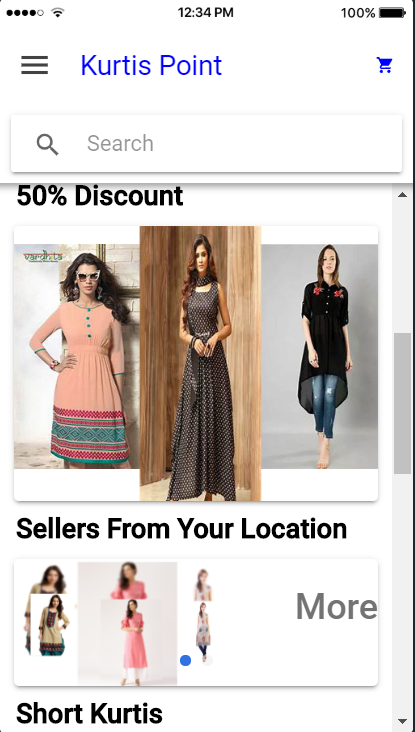 12:34 PM
100%
Kurtis Point
Search
50% Discount
vardhita
Sellers From Your Location
More
Short Kurtis